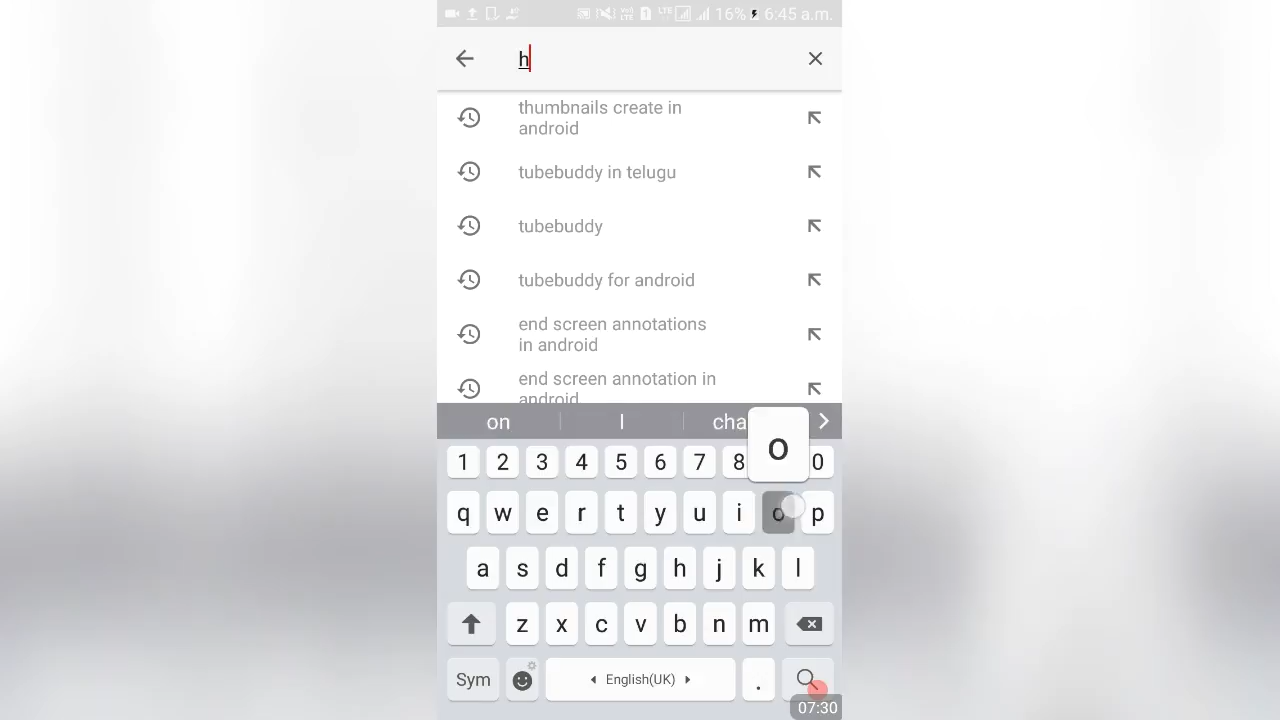 16% 6:45 a.m.
h
thumbnails create in
android
tubebuddy in telugu
tubebuddy
tubebuddy for android
end screen annotations
in android
end screen annotation in
android
on I cha
o
1 2 3 4 5 6 7 8 0
q w e r t y u i o p
a s d f g h j k l
z x c v b n m
Sym English(UK) .
07:30